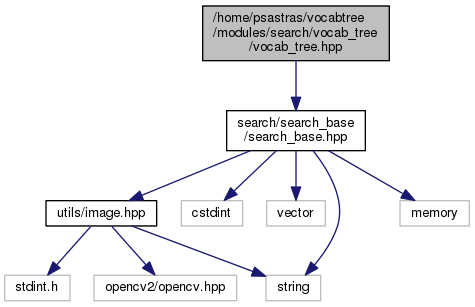 /home/psastras/vocabtree
/modules/search/vocab_tree
/vocab_tree.hpp
search/search_base
/search_base.hpp
utils/image.hpp
cstdint
vector
memory
stdint.h
opencv2/opencv.hpp
string